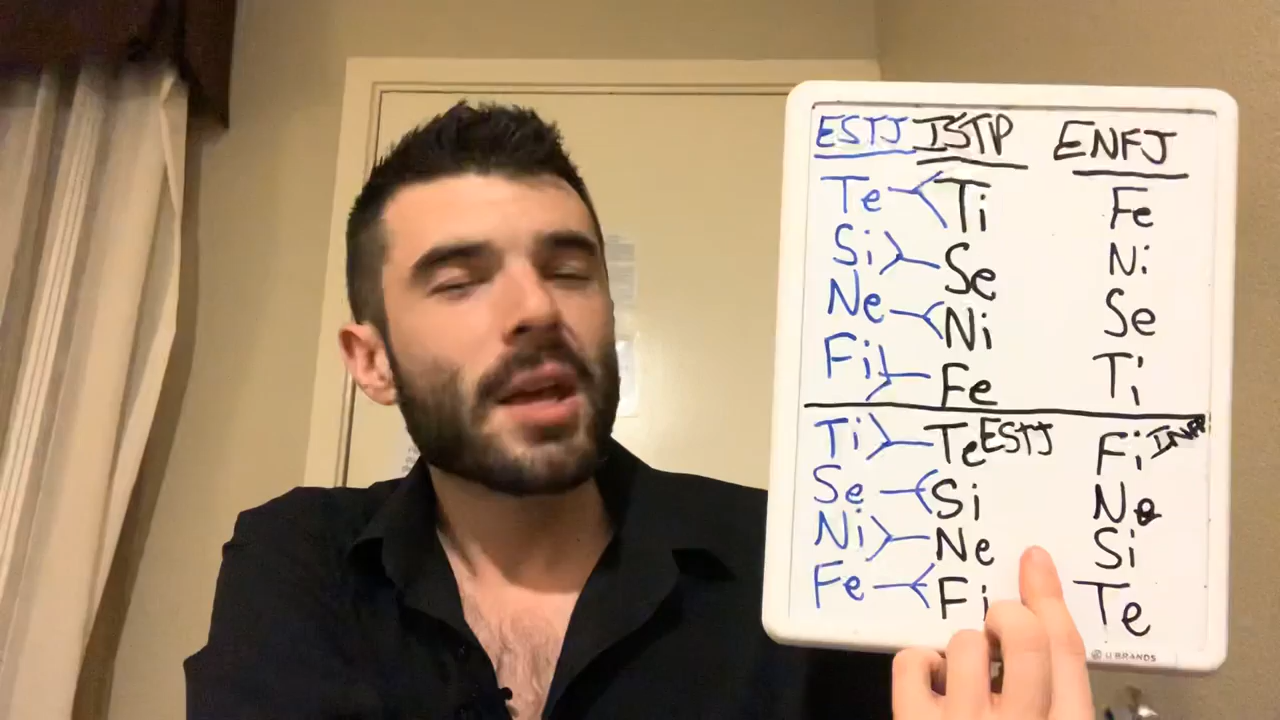 ESTJ ISTP ENFJ
Te Ti Fe
Si Se Ni
Ne Ni Se
Fi Fe Ti
Ti Te ESTJ Fi INFP
Se Si Ne
Ni Ne Si
Fe Fi Te
U BRANDS